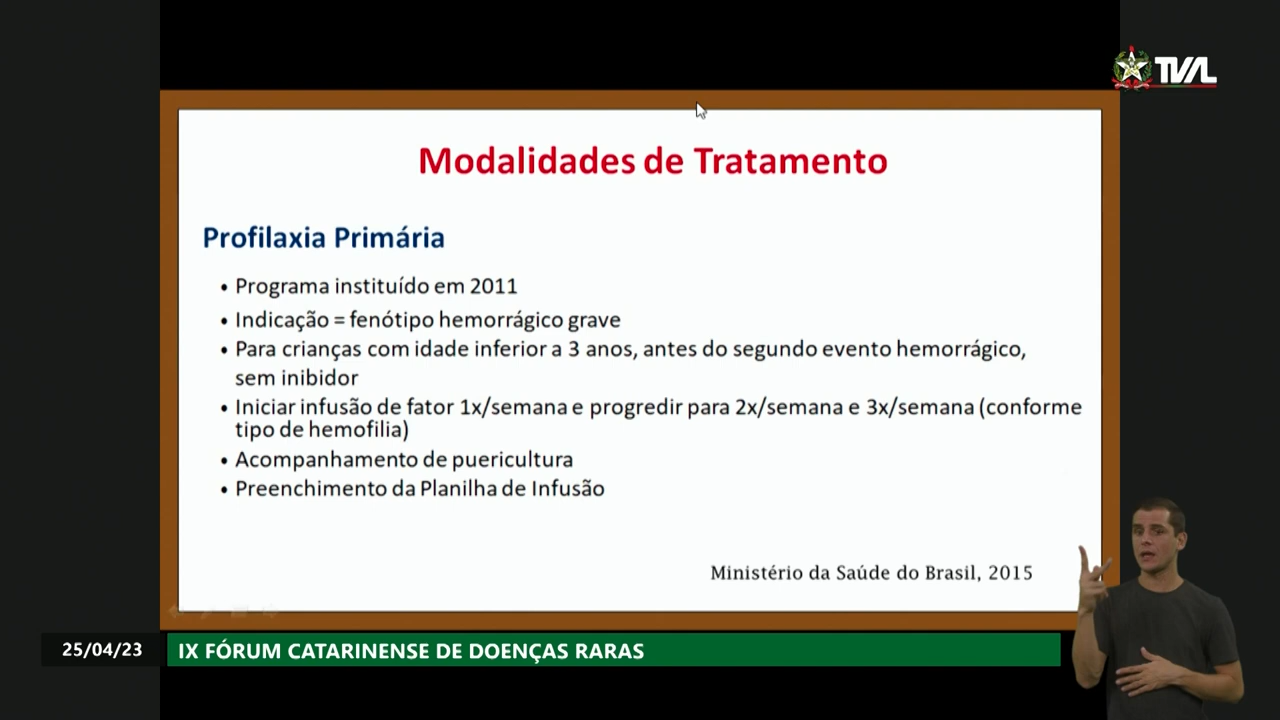 TVAL
Modalidades de Tratamento
Profilaxia Primária
• Programa instituído em 2011
• Indicação = fenótipo hemorrágico grave
• Para crianças com idade inferior a 3 anos, antes do segundo evento hemorrágico,
sem inibidor
• Iniciar infusão de fator 1x/semana e progredir para 2x/semana e 3x/semana (conforme
tipo de hemofilia)
• Acompanhamento de puericultura
• Preenchimento da Planilha de Infusão
Ministério da Saúde do Brasil, 2015
25/04/23
IX FÓRUM CATARINENSE DE DOENÇAS RARAS